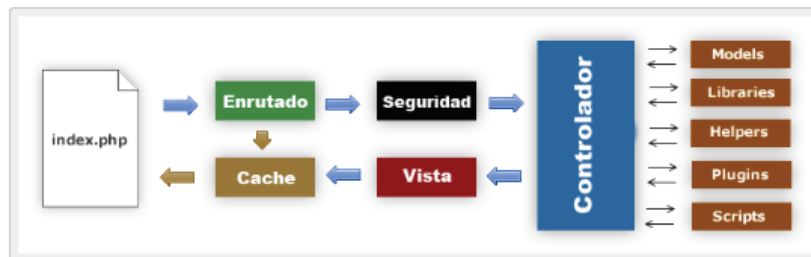 index.php
Enrutado
Seguridad
Cache
Vista
Controlador
Models
Libraries
Helpers
Plugins
Scripts